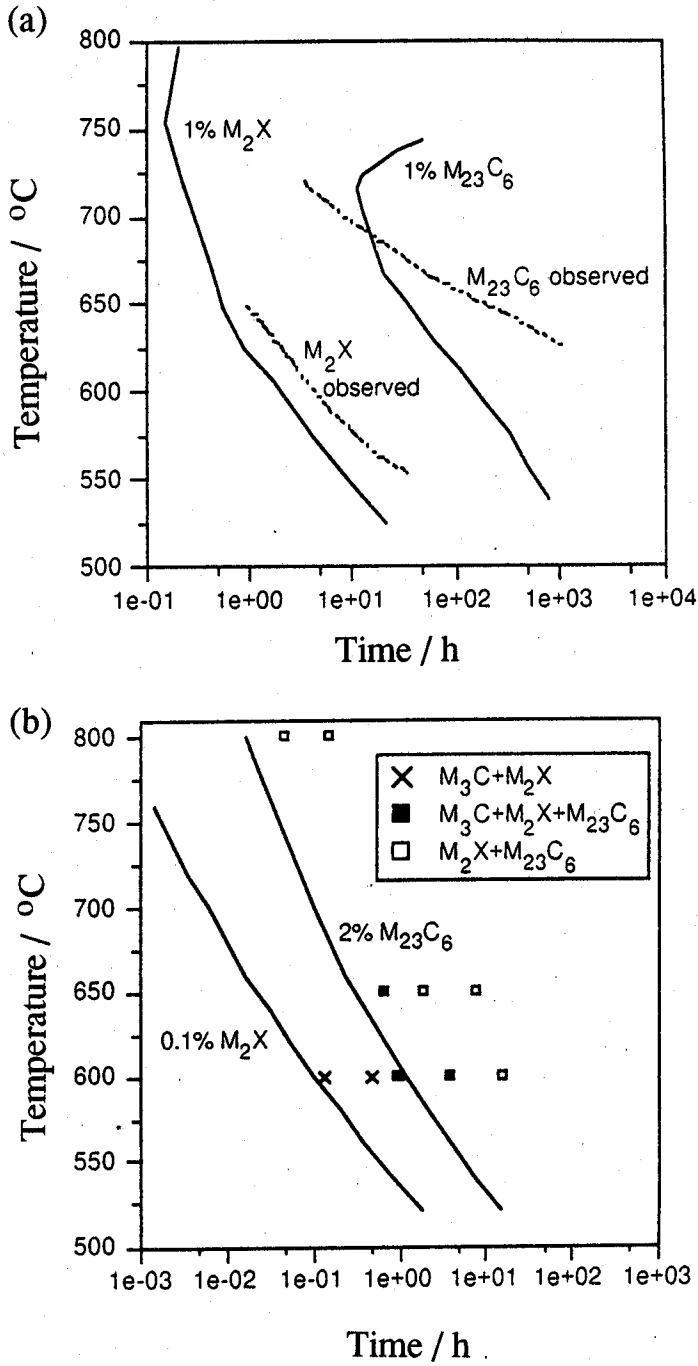 (a)
800
750
700
650
600
550
500
Temperature / °C
1% M₂X
1% M₂₃C₆
M₂₃C₆ observed
M₂X
observed
1e-01
1e+00
1e+01
1e+02
1e+03
1e+04
Time / h
(b)
800
750
700
650
600
550
500
Temperature / °C
M₃C+M₂X
M₃C+M₂X+M₂₃C₆
M₂X+M₂₃C₆
2% M₂₃C₆
0.1% M₂X
1e-03
1e-02
1e-01
1e+00
1e+01
1e+02
1e+03
Time / h